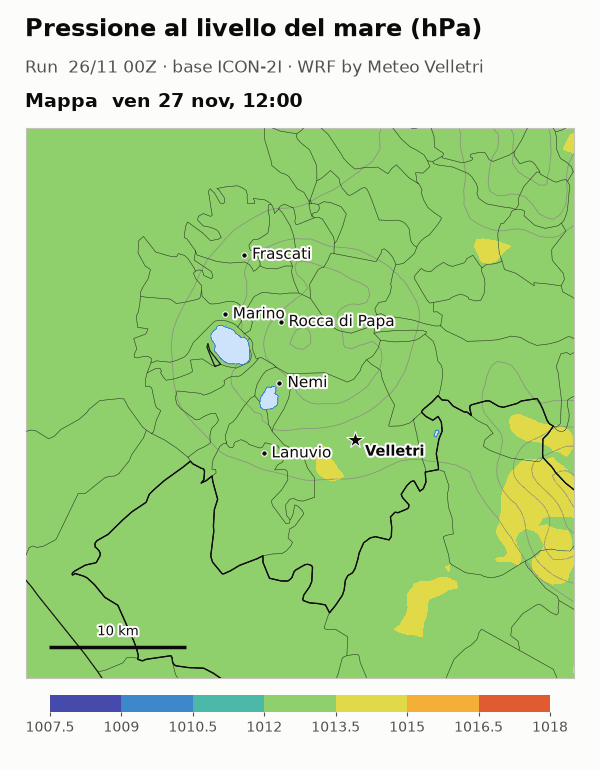 Pressione al livello del mare (hPa)
Run  26/11 00Z · base ICON-2I · WRF by Meteo Velletri
Mappa  ven 27 nov, 12:00
Frascati
Marino
Rocca di Papa
Nemi
Velletri
Lanuvio
10 km
1007.5 1009 1010.5 1012 1013.5 1015 1016.5 1018